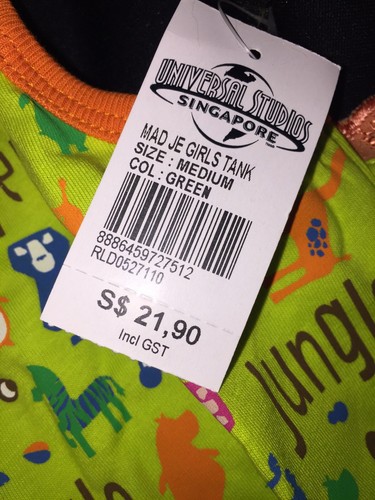 UNIVERSAL STUDIOS
SINGAPORE
MAD JE GIRLS TANK
SIZE : MEDIUM
COL : GREEN
8886459727512
RLD0527110
S$ 21,90
Incl GST
Jungle